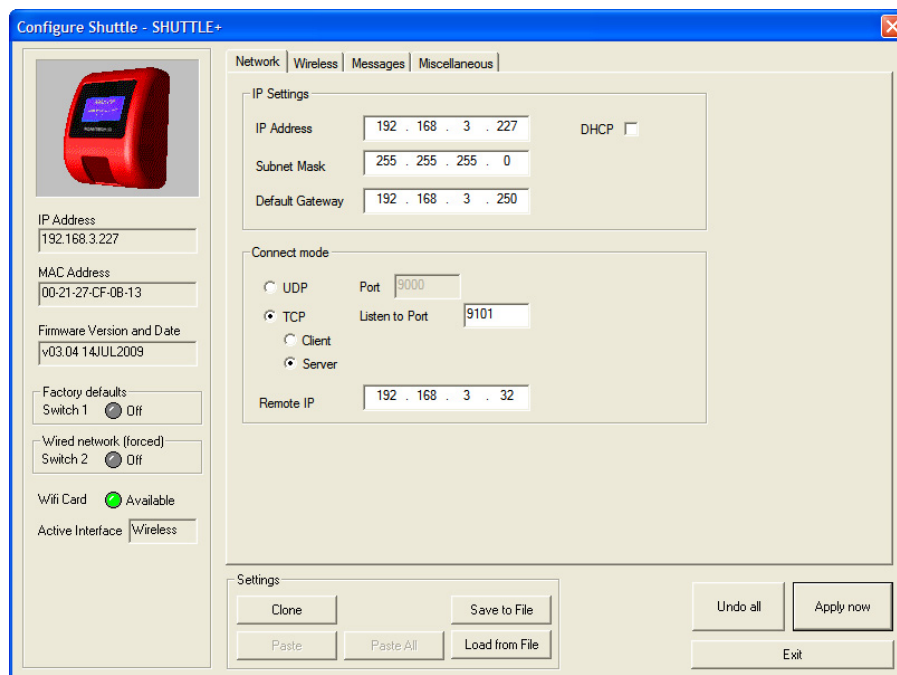 Configure Shuttle - SHUTTLE+
Network Wireless Messages Miscellaneous
IP Settings
IP Address 192 . 168 . 3 . 227 DHCP
Subnet Mask 255 . 255 . 255 . 0
Default Gateway 192 . 168 . 3 . 250
Connect mode
UDP Port 9000
TCP Listen to Port 9101
Client
Server
Remote IP 192 . 168 . 3 . 32
IP Address
192.168.3.227
MAC Address
00-21-27-CF-0B-13
Firmware Version and Date
v03.04 14JUL2009
Factory defaults
Switch 1 Off
Wired network (forced)
Switch 2 Off
Wifi Card Available
Active Interface Wireless
Settings
Clone Save to File
Paste Paste All Load from File
Undo all Apply now
Exit